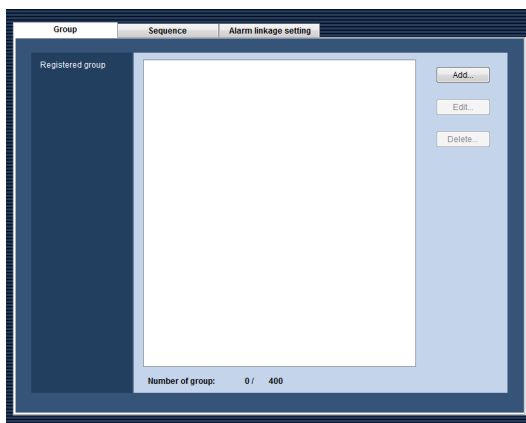 Group Sequence Alarm linkage setting
Registered group
Add...
Edit...
Delete...
Number of group: 0 / 400